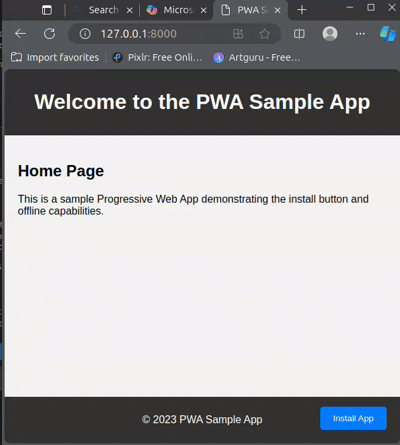 Search
Micros
PWA S
127.0.0.1:8000
Import favorites
Pixlr: Free Onli...
Artguru - Free...
Welcome to the PWA Sample App
Home Page
This is a sample Progressive Web App demonstrating the install button and
offline capabilities.
© 2023 PWA Sample App
Install App